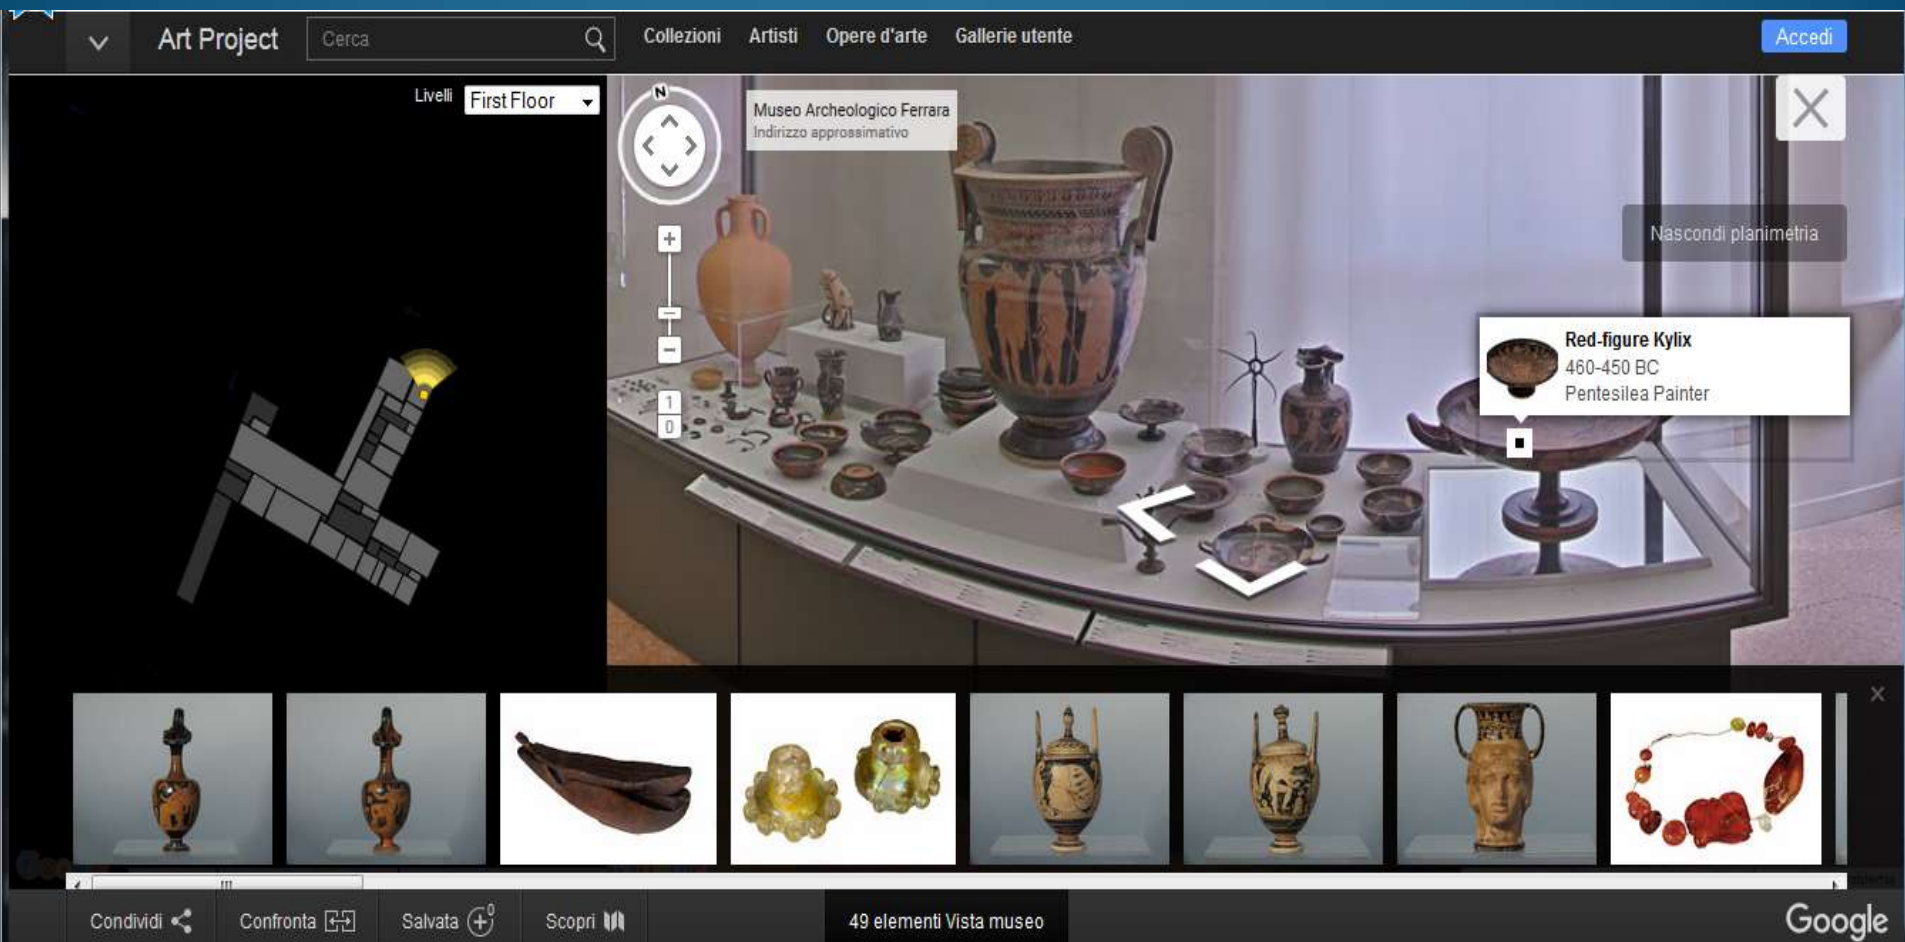 Art Project
Cerca
Collezioni
Artisti
Opere d'arte
Gallerie utente
Accedi
Livelli
First Floor
N
Museo Archeologico Ferrara
Indirizzo approssimativo
Nascondi planimetria
Red-figure Kylix
460-450 BC
Pentesilea Painter
1
0
Condividi
Confronta
Salvata
0
Scopri
49 elementi Vista museo
Google